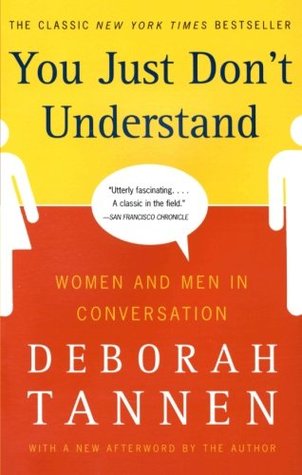 THE CLASSIC NEW YORK TIMES BESTSELLER
You Just Don't
Understand
"Utterly fascinating. . . .
A classic in the field."
—SAN FRANCISCO CHRONICLE
WOMEN AND MEN IN
CONVERSATION
DEBORAH
TANNEN
WITH A NEW AFTERWORD BY THE AUTHOR